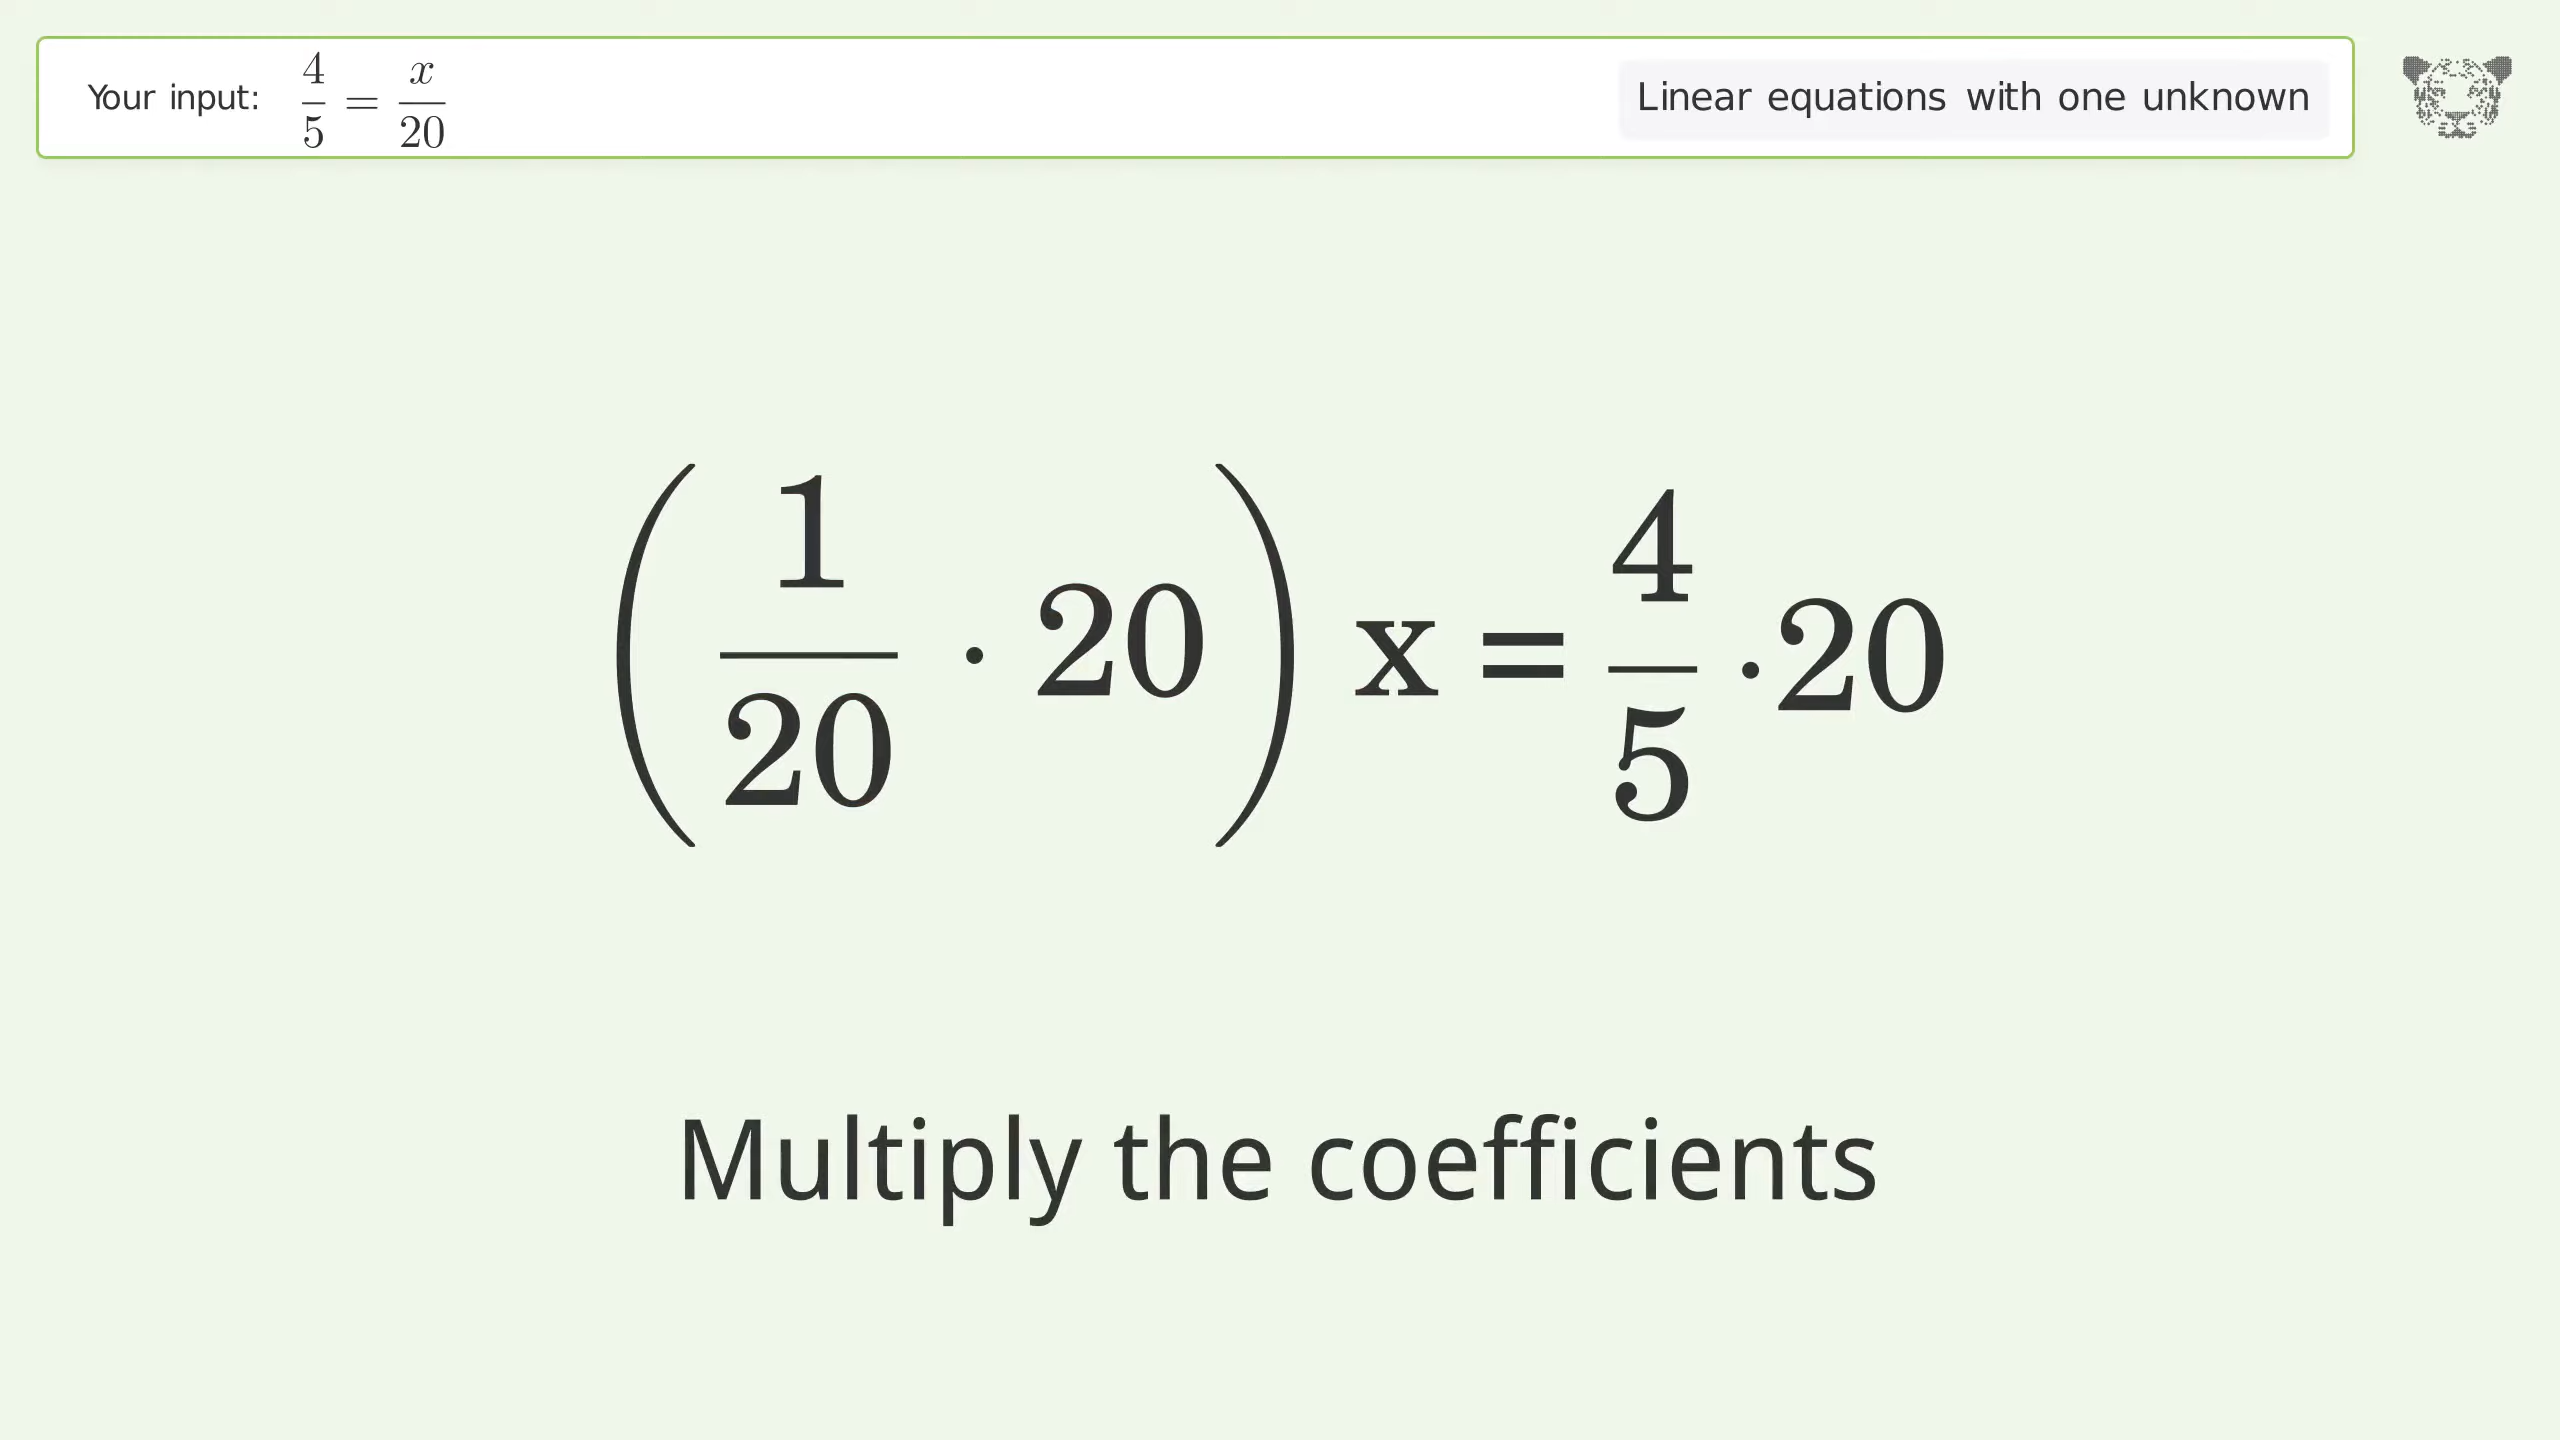 Your input: 4/5 = x/20
Linear equations with one unknown
(1/20 · 20) x = 4/5 · 20
Multiply the coefficients